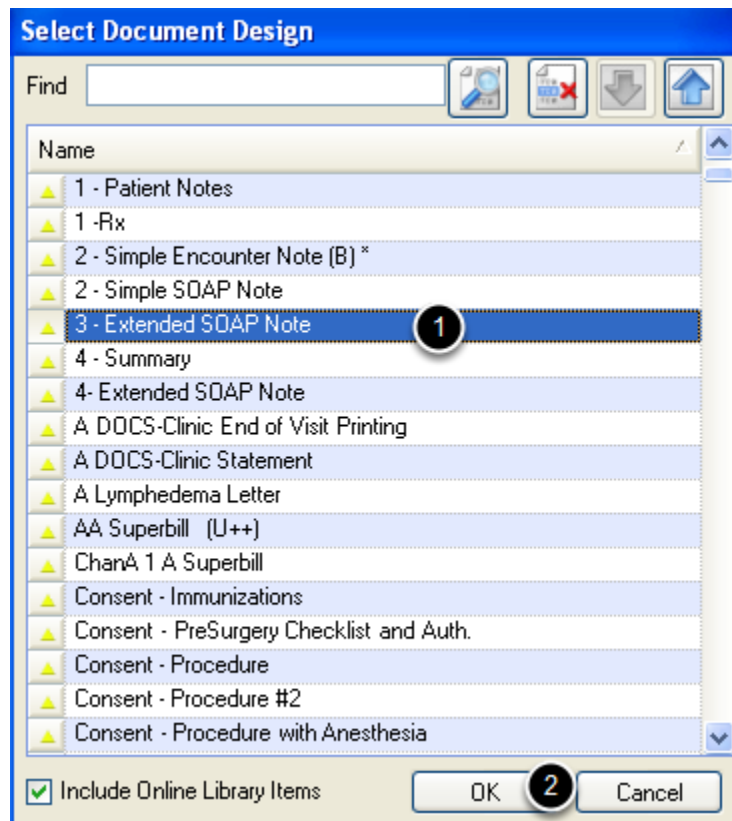 Select Document Design
Find
Name
1 - Patient Notes
1 -Rx
2 - Simple Encounter Note (B) *
2 - Simple SOAP Note
3 - Extended SOAP Note 1
4 - Summary
4- Extended SOAP Note
A DOCS-Clinic End of Visit Printing
A DOCS-Clinic Statement
A Lymphedema Letter
AA Superbill (U++)
ChanA 1 A Superbill
Consent - Immunizations
Consent - PreSurgery Checklist and Auth.
Consent - Procedure
Consent - Procedure #2
Consent - Procedure with Anesthesia
Include Online Library Items OK 2 Cancel